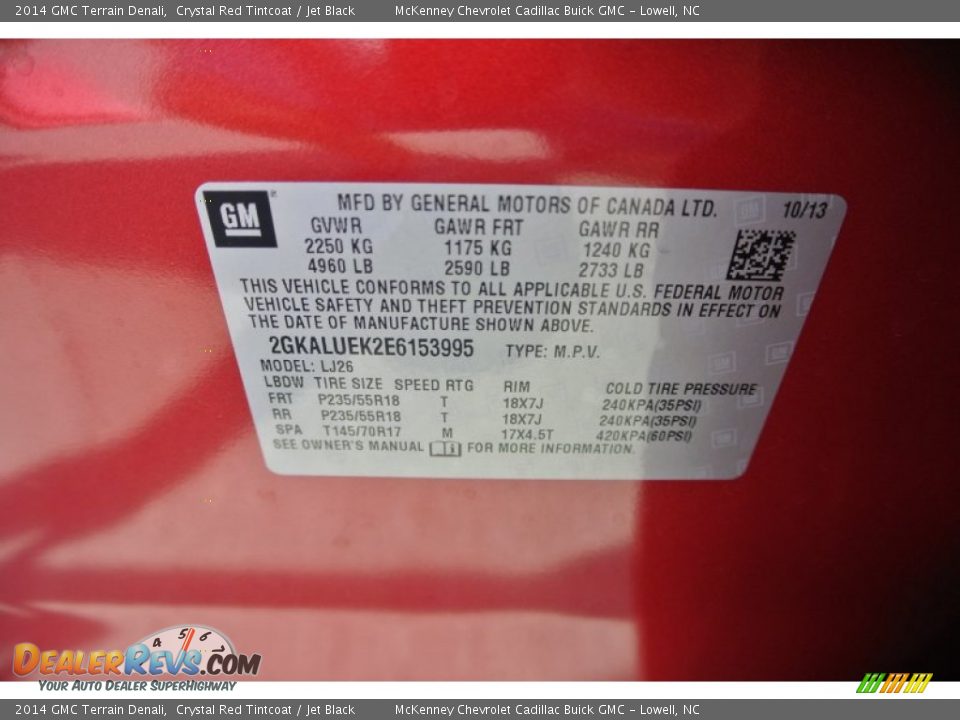 2014 GMC Terrain Denali, Crystal Red Tintcoat / Jet Black McKenney Chevrolet Cadillac Buick GMC - Lowell, NC
GM MFD BY GENERAL MOTORS OF CANADA LTD. 10/13
GVWR GAWR FRT GAWR RR
2250 KG 1175 KG 1240 KG
4960 LB 2590 LB 2733 LB
THIS VEHICLE CONFORMS TO ALL APPLICABLE U.S. FEDERAL MOTOR
VEHICLE SAFETY AND THEFT PREVENTION STANDARDS IN EFFECT ON
THE DATE OF MANUFACTURE SHOWN ABOVE.
2GKALUEK2E6153995 TYPE: M.P.V.
MODEL: LJ26
LBDW TIRE SIZE SPEED RTG RIM COLD TIRE PRESSURE
FRT P235/55R18 T 18X7J 240KPA(35PSI)
RR P235/55R18 T 18X7J 240KPA(35PSI)
SPA T145/70R17 M 17X4.5T 420KPA(60PSI)
SEE OWNER'S MANUAL FOR MORE INFORMATION.
4 5 6
DEALERREVS.COM
YOUR AUTO DEALER SUPERHIGHWAY
2014 GMC Terrain Denali, Crystal Red Tintcoat / Jet Black McKenney Chevrolet Cadillac Buick GMC - Lowell, NC